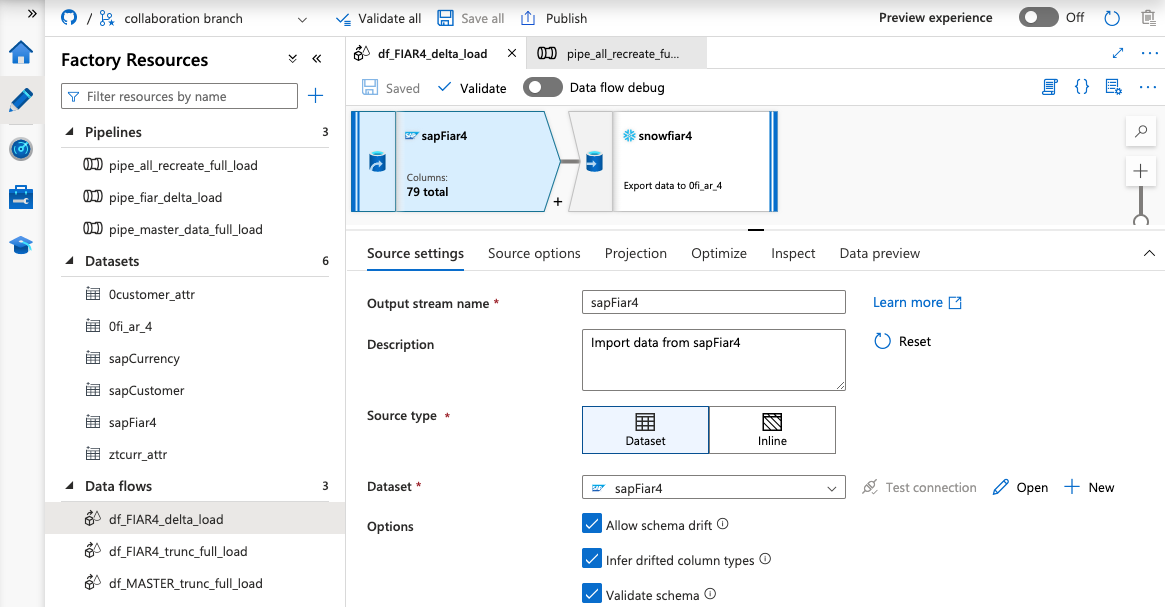 » / collaboration branch Validate all Save all Publish Preview experience Off
Factory Resources
Filter resources by name
Pipelines 3
pipe_all_recreate_full_load
pipe_fiar_delta_load
pipe_master_data_full_load
Datasets 6
0customer_attr
0fi_ar_4
sapCurrency
sapCustomer
sapFiar4
ztcurr_attr
Data flows 3
df_FIAR4_delta_load
df_FIAR4_trunc_full_load
df_MASTER_trunc_full_load
df_FIAR4_delta_load pipe_all_recreate_fu...
Saved Validate Data flow debug
sapFiar4
Columns:
79 total
+
snowfiar4
Export data to 0fi_ar_4
Source settings Source options Projection Optimize Inspect Data preview
Output stream name * sapFiar4 Learn more
Description Import data from sapFiar4 Reset
Source type * Dataset Inline
Dataset * sapFiar4 Test connection Open New
Options Allow schema drift
Infer drifted column types
Validate schema